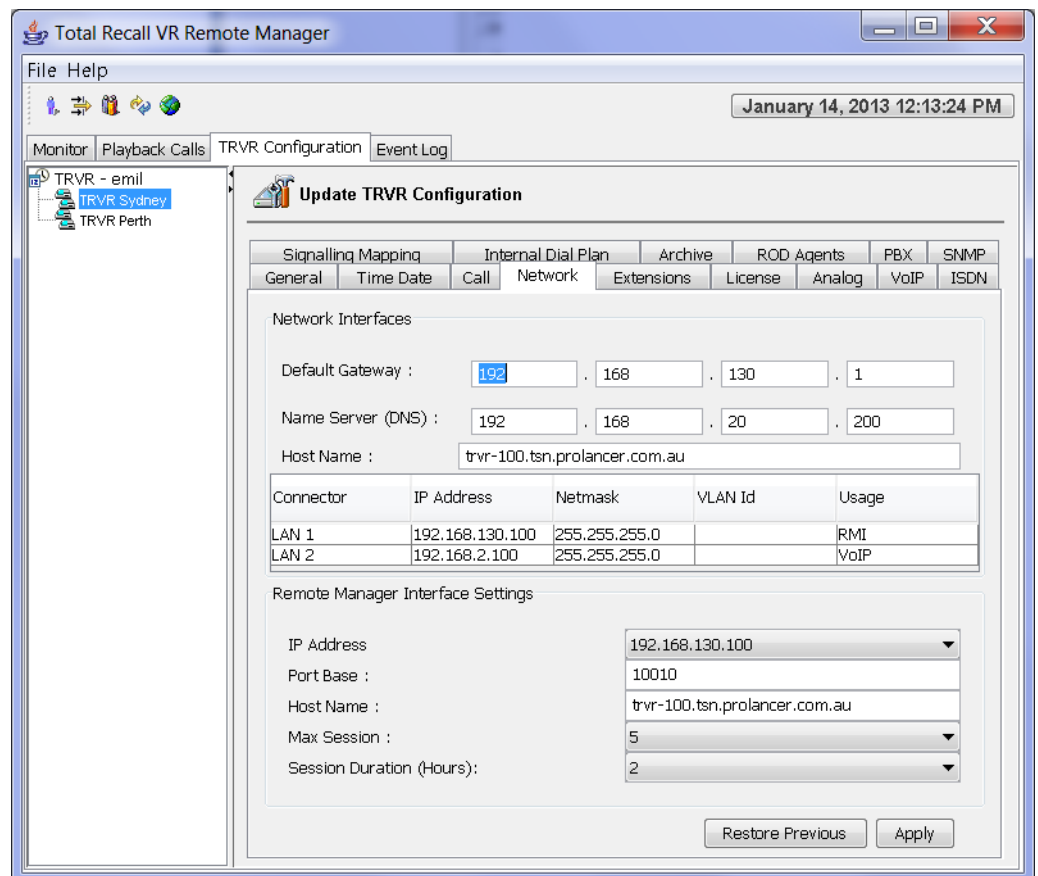 Total Recall VR Remote Manager
File Help
January 14, 2013 12:13:24 PM
Monitor Playback Calls TRVR Configuration Event Log
TRVR - emil
TRVR Sydney
TRVR Perth
Update TRVR Configuration
Signalling Mapping Internal Dial Plan Archive ROD Agents PBX SNMP
General Time Date Call Network Extensions License Analog VoIP ISDN
Network Interfaces
Default Gateway : 192 . 168 . 130 . 1
Name Server (DNS) : 192 . 168 . 20 . 200
Host Name : trvr-100.tsn.prolancer.com.au
Connector IP Address Netmask VLAN Id Usage
LAN 1 192.168.130.100 255.255.255.0 RMI
LAN 2 192.168.2.100 255.255.255.0 VoIP
Remote Manager Interface Settings
IP Address 192.168.130.100
Port Base : 10010
Host Name : trvr-100.tsn.prolancer.com.au
Max Session : 5
Session Duration (Hours): 2
Restore Previous Apply